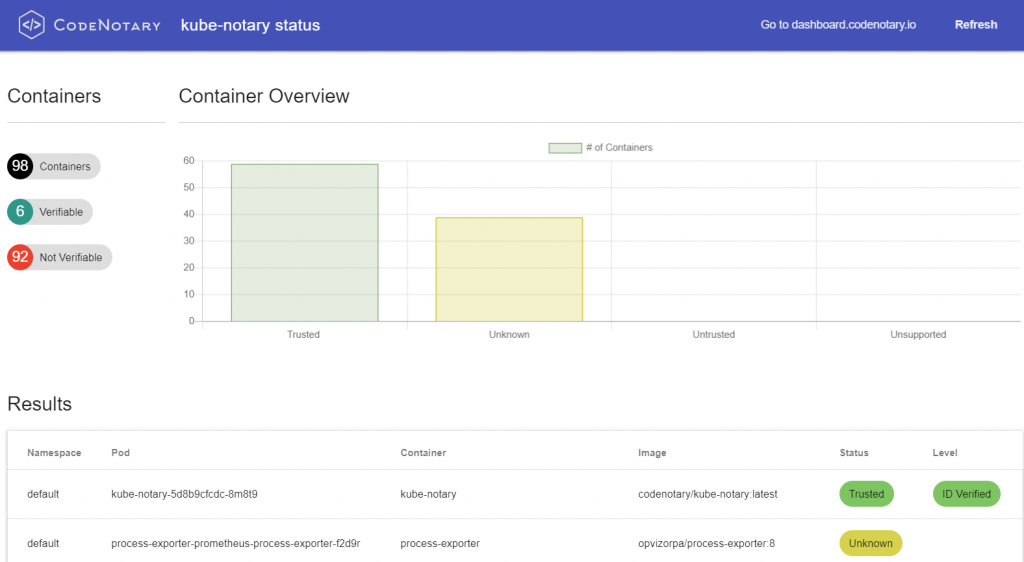 CodeNotary kube-notary status Go to dashboard.codenotary.io Refresh
Containers
98 Containers
6 Verifiable
92 Not Verifiable
Container Overview
# of Containers
60
50
40
30
20
10
0
Trusted Unknown Untrusted Unsupported
Results
Namespace Pod Container Image Status Level
default kube-notary-5d8b9cfcdc-8m8t9 kube-notary codenotary/kube-notary:latest Trusted ID Verified
default process-exporter-prometheus-process-exporter-f2d9r process-exporter opvizorpa/process-exporter:8 Unknown